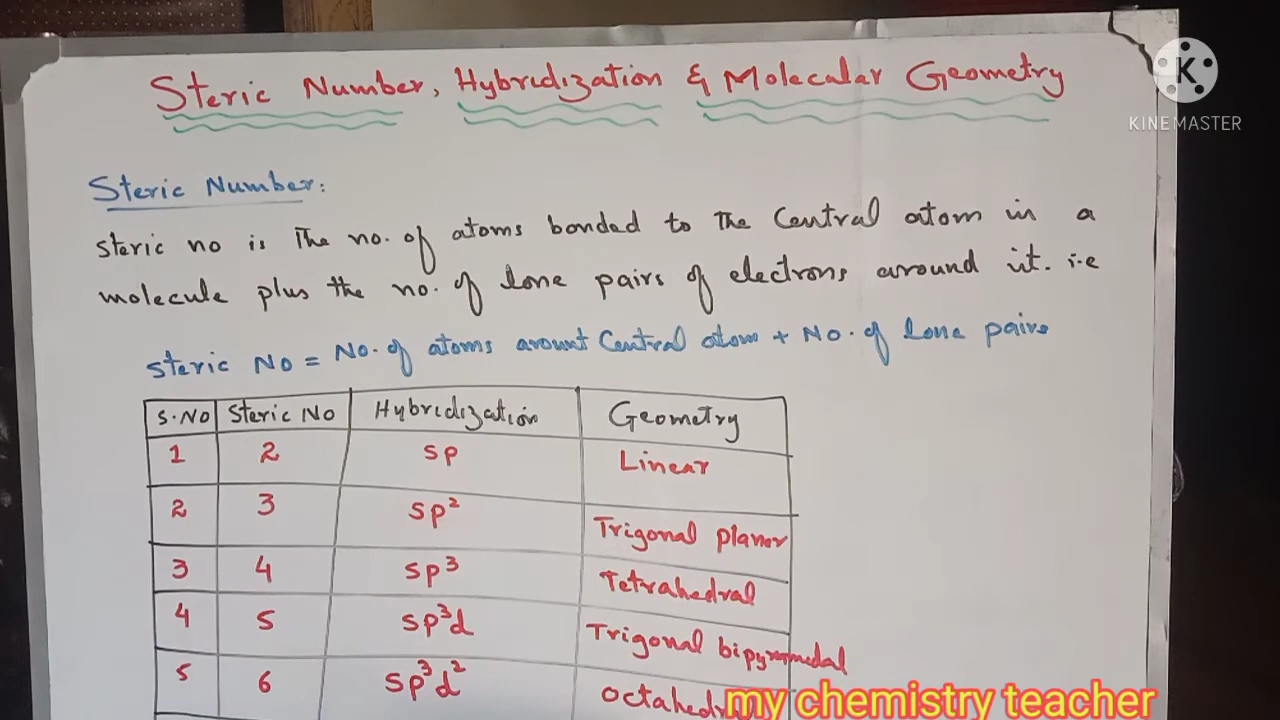 Steric Number, Hybridization & Molecular Geometry
K
KINEMASTER
Steric Number:
steric no is The no. of atoms bonded to the Central atom in a
molecule plus the no. of lone pairs of electrons around it. i.e
Steric No = No. of atoms arount Central atom + No. of lone pairs
S.NO Steric No Hybridization Geometry
1 2 sp Linear
2 3 sp² Trigonal planar
3 4 sp³ Tetrahedral
4 5 sp³d Trigonal bipyramedal
5 6 sp³d² Octahedral
my chemistry teacher